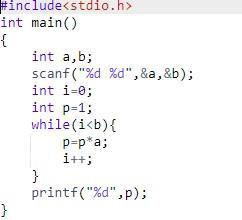 #include<stdio.h>
int main()
{
    int a,b;
    scanf("%d %d",&a,&b);
    int i=0;
    int p=1;
    while(i<b){
        p=p*a;
        i++;
    }
    printf("%d",p);
}